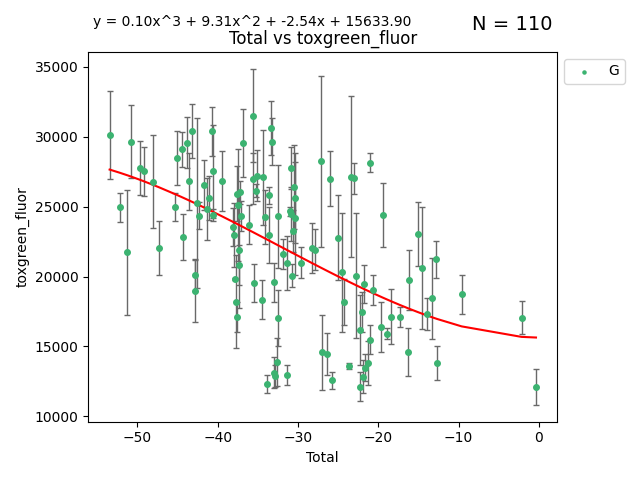 y = 0.10x^3 + 9.31x^2 + -2.54x + 15633.90
N = 110
Total vs toxgreen_fluor
G
35000
30000
25000
20000
15000
10000
toxgreen_fluor
−50
−40
−30
−20
−10
0
Total